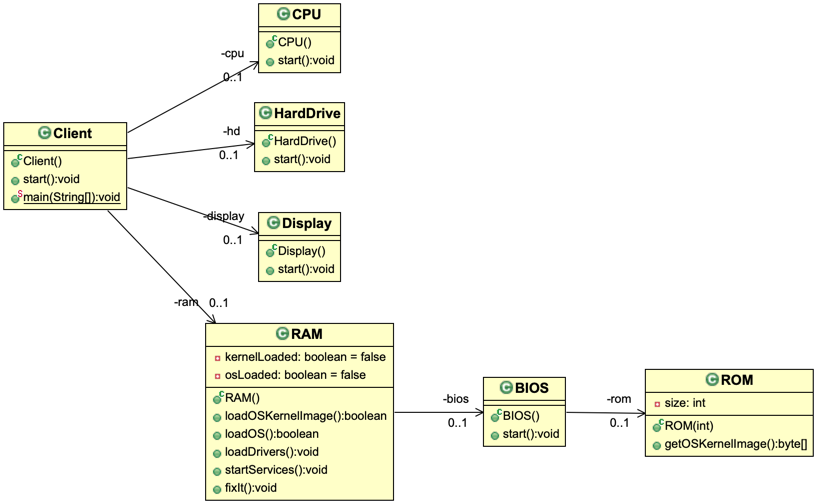 CPU
CPU()
start():void
-cpu
0..1
HardDrive
HardDrive()
start():void
-hd
0..1
Client
Client()
start():void
main(String[]):void
-display
0..1
Display
Display()
start():void
-ram
0..1
RAM
kernelLoaded: boolean = false
osLoaded: boolean = false
RAM()
loadOSKernelImage():boolean
loadOS():boolean
loadDrivers():void
startServices():void
fixIt():void
-bios
0..1
BIOS
BIOS()
start():void
-rom
0..1
ROM
size: int
ROM(int)
getOSKernelImage():byte[]